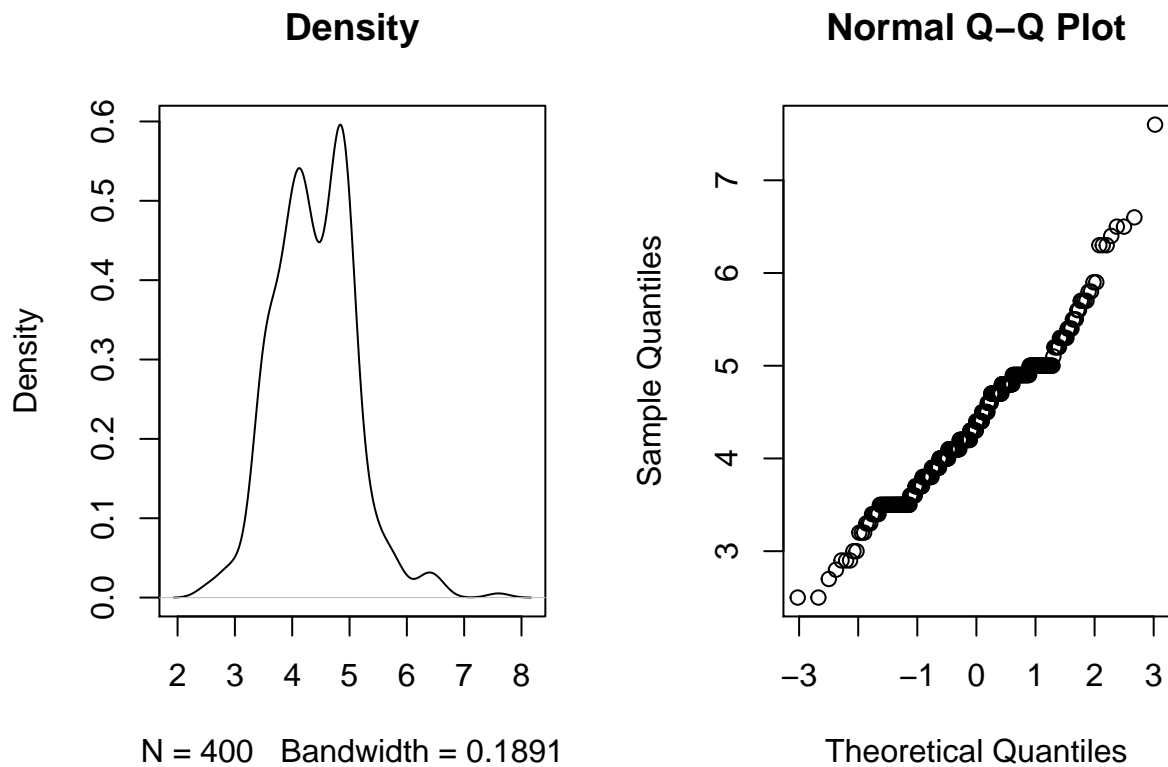 Density
Density
0.0 0.1 0.2 0.3 0.4 0.5 0.6
2 3 4 5 6 7 8
N = 400 Bandwidth = 0.1891
Normal Q−Q Plot
Sample Quantiles
3 4 5 6 7
−3 −1 0 1 2 3
Theoretical Quantiles